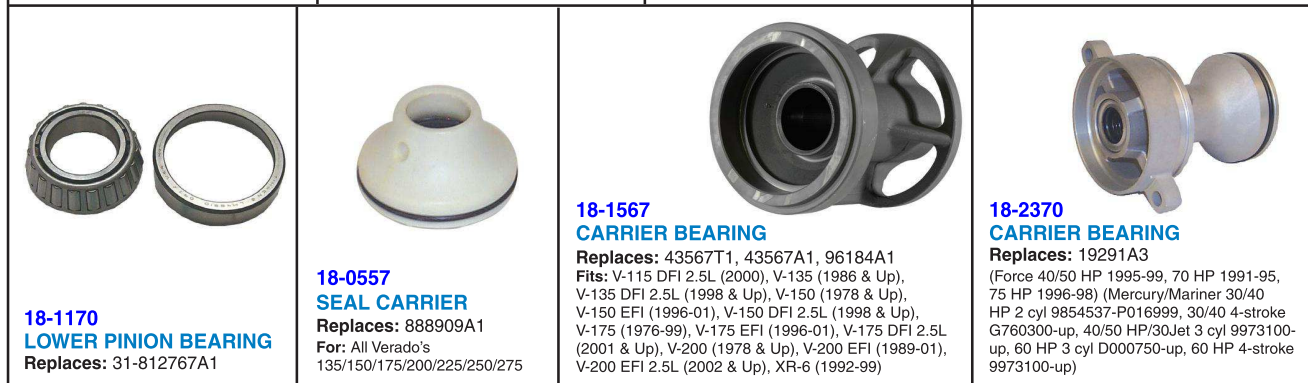 18-1170
LOWER PINION BEARING
Replaces: 31-812767A1
18-0557
SEAL CARRIER
Replaces: 888909A1
For: All Verado's
135/150/175/200/225/250/275
18-1567
CARRIER BEARING
Replaces: 43567T1, 43567A1, 96184A1
Fits: V-115 DFI 2.5L (2000), V-135 (1986 & Up),
V-135 DFI 2.5L (1998 & Up), V-150 (1978 & Up),
V-150 EFI (1996-01), V-150 DFI 2.5L (1998 & Up),
V-175 (1976-99), V-175 EFI (1996-01), V-175 DFI 2.5L
(2001 & Up), V-200 (1978 & Up), V-200 EFI (1989-01),
V-200 EFI 2.5L (2002 & Up), XR-6 (1992-99)
18-2370
CARRIER BEARING
Replaces: 19291A3
(Force 40/50 HP 1995-99, 70 HP 1991-95,
75 HP 1996-98) (Mercury/Mariner 30/40
HP 2 cyl 9854537-P016999, 30/40 4-stroke
G760300-up, 40/50 HP/30Jet 3 cyl 9973100-
up, 60 HP 3 cyl D000750-up, 60 HP 4-stroke
9973100-up)